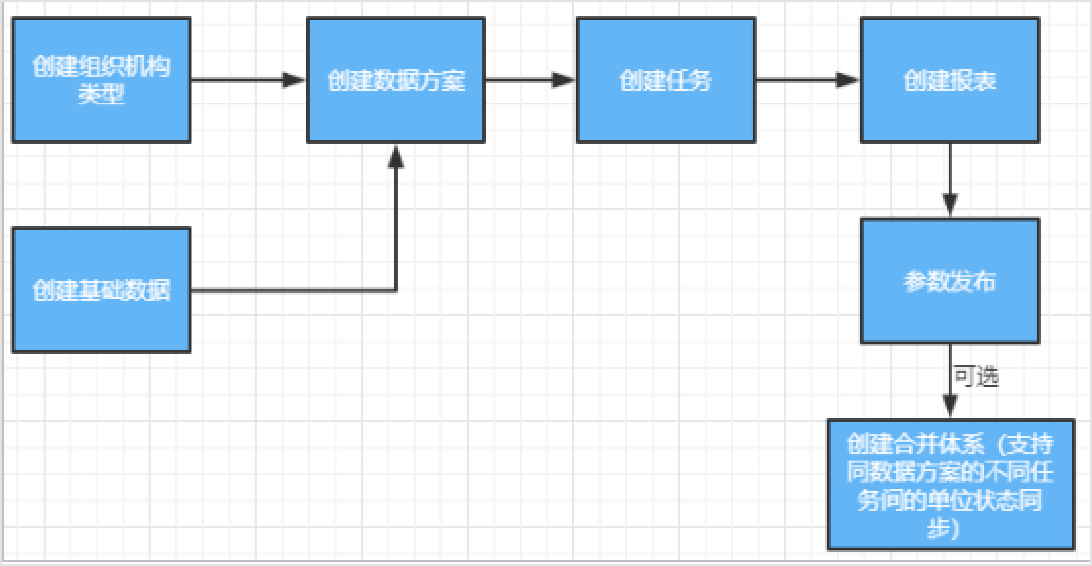 创建组织机构
类型
创建数据方案
创建任务
创建报表
创建基础数据
参数发布
可选
创建合并体系（支持
同数据方案的不同任
务间的单位状态同
步）